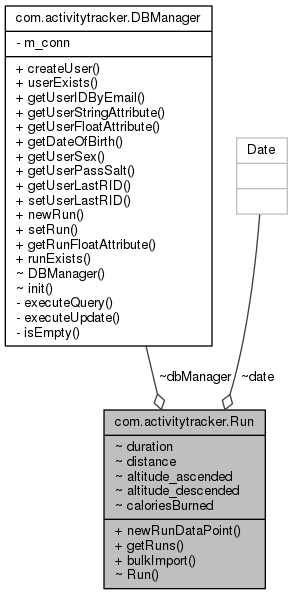 com.activitytracker.DBManager
- m_conn
+ createUser()
+ userExists()
+ getUserIDByEmail()
+ getUserStringAttribute()
+ getUserFloatAttribute()
+ getDateOfBirth()
+ getUserSex()
+ getUserPassSalt()
+ getUserLastRID()
+ setUserLastRID()
+ newRun()
+ setRun()
+ getRunFloatAttribute()
+ runExists()
~ DBManager()
~ init()
- executeQuery()
- executeUpdate()
- isEmpty()
Date
~dbManager
~date
com.activitytracker.Run
~ duration
~ distance
~ altitude_ascended
~ altitude_descended
~ caloriesBurned
+ newRunDataPoint()
+ getRuns()
+ bulkImport()
~ Run()